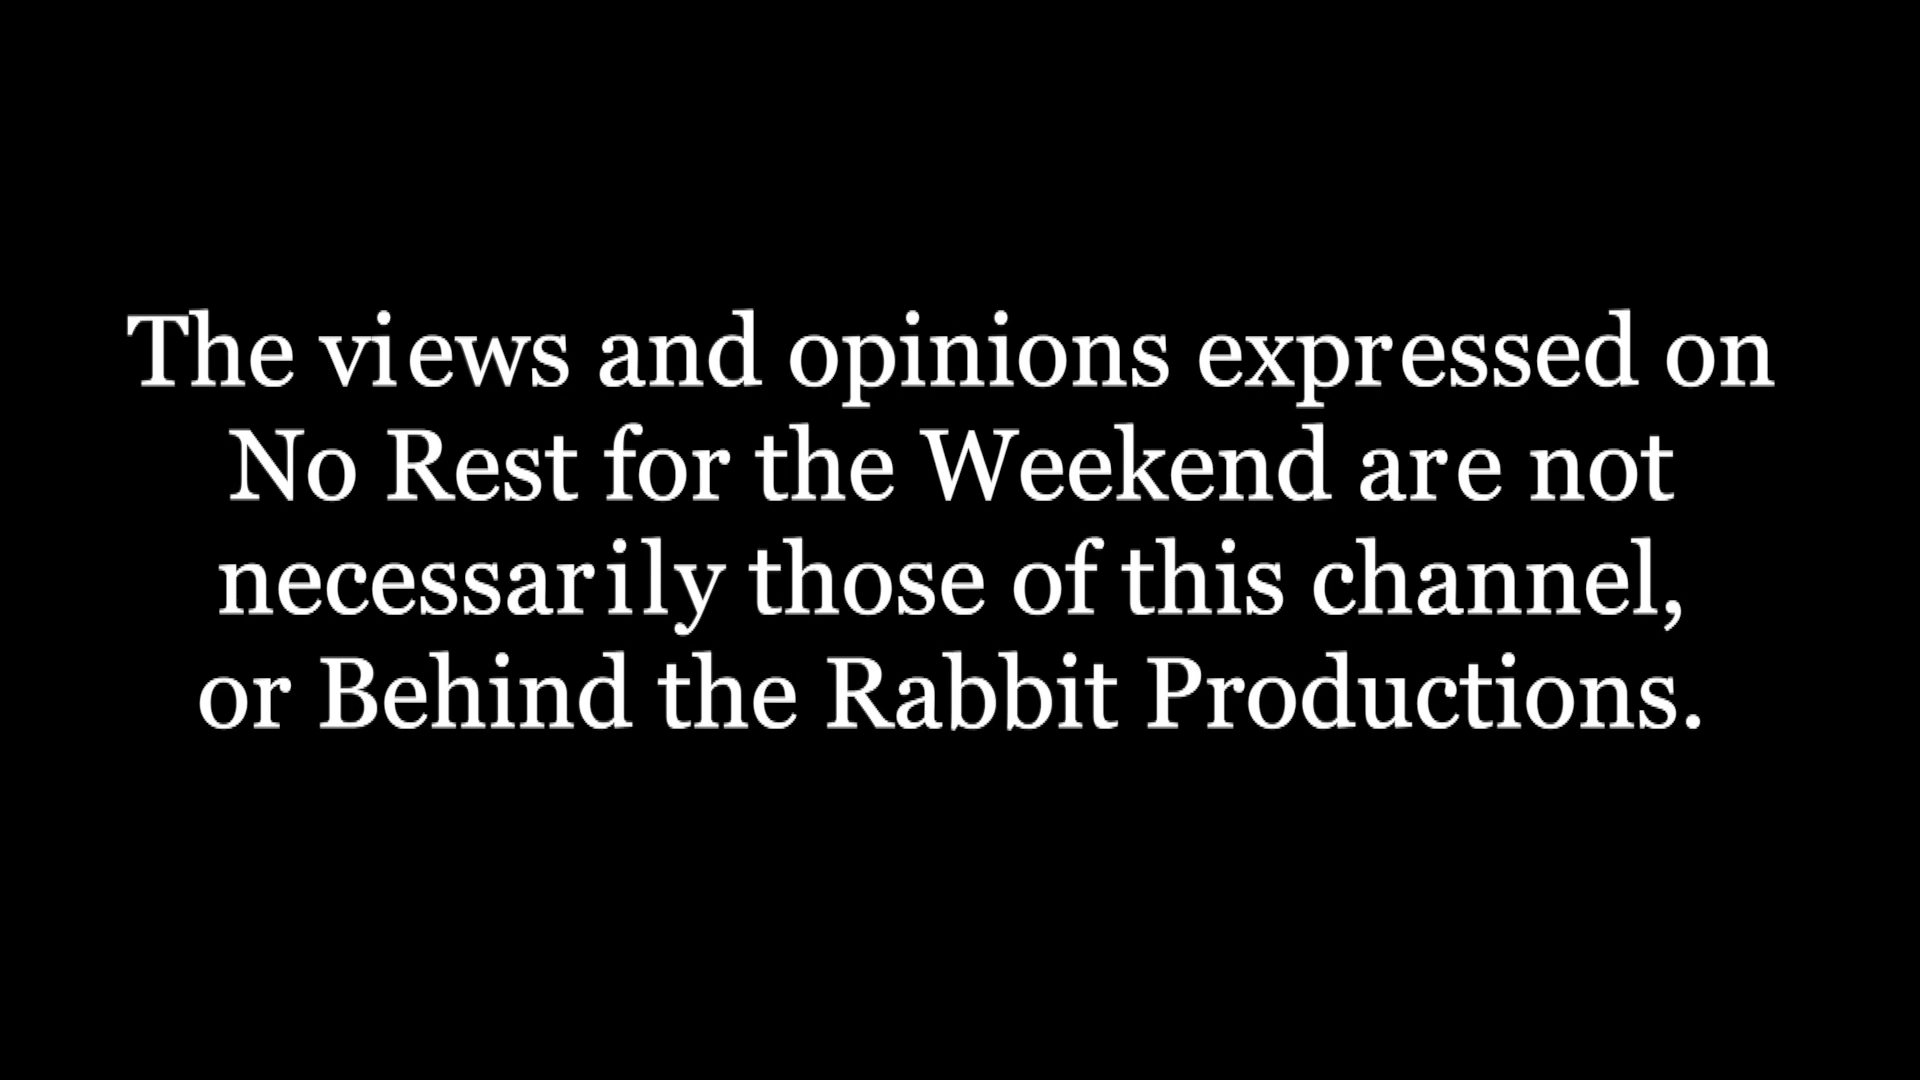 The views and opinions expressed on
No Rest for the Weekend are not
necessarily those of this channel,
or Behind the Rabbit Productions.